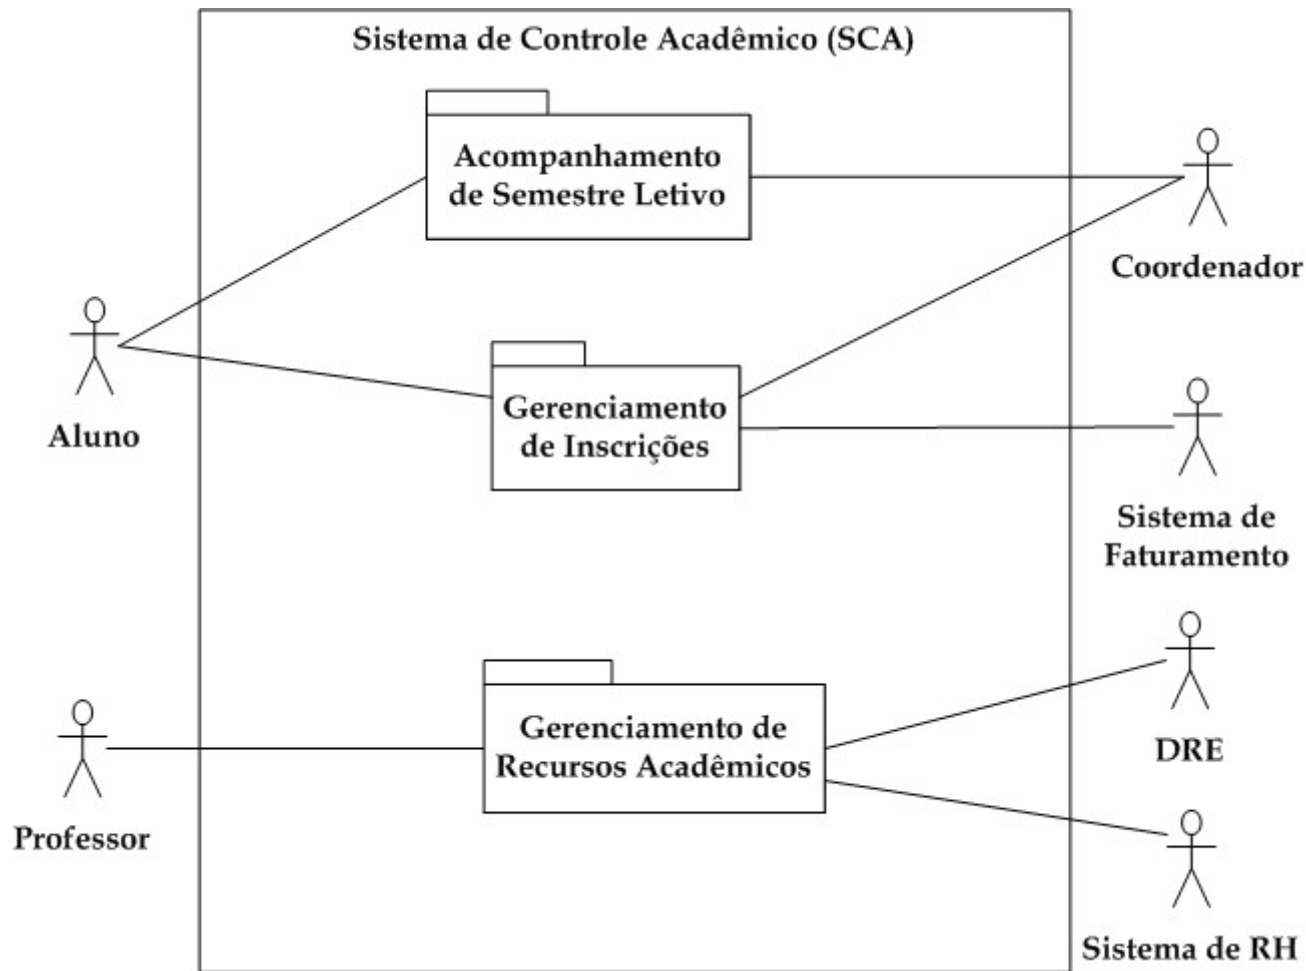 Sistema de Controle Acadêmico (SCA)
Acompanhamento
de Semestre Letivo
Coordenador
Aluno
Gerenciamento
de Inscrições
Sistema de
Faturamento
Gerenciamento de
Recursos Acadêmicos
DRE
Professor
Sistema de RH